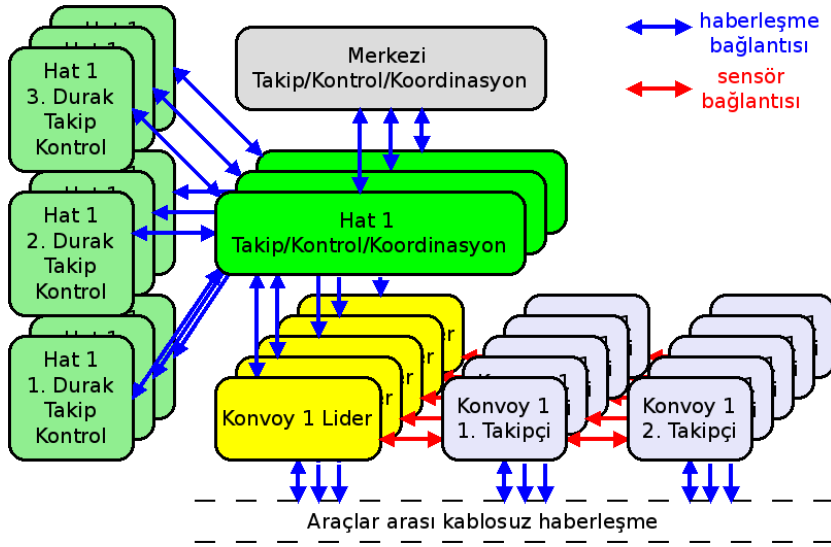 Hat 1
Hat 1
3. Durak
Takip
Kontrol
Merkezi
Takip/Kontrol/Koordinasyon
haberleşme
bağlantısı
sensör
bağlantısı
Hat 1
2. Durak
Takip
Kontrol
Hat 1
Takip/Kontrol/Koordinasyon
Hat 1
1. Durak
Takip
Kontrol
Konvoy 1 Lider
Konvoy 1
1. Takipçi
Konvoy 1
2. Takipçi
Araçlar arası kablosuz haberleşme